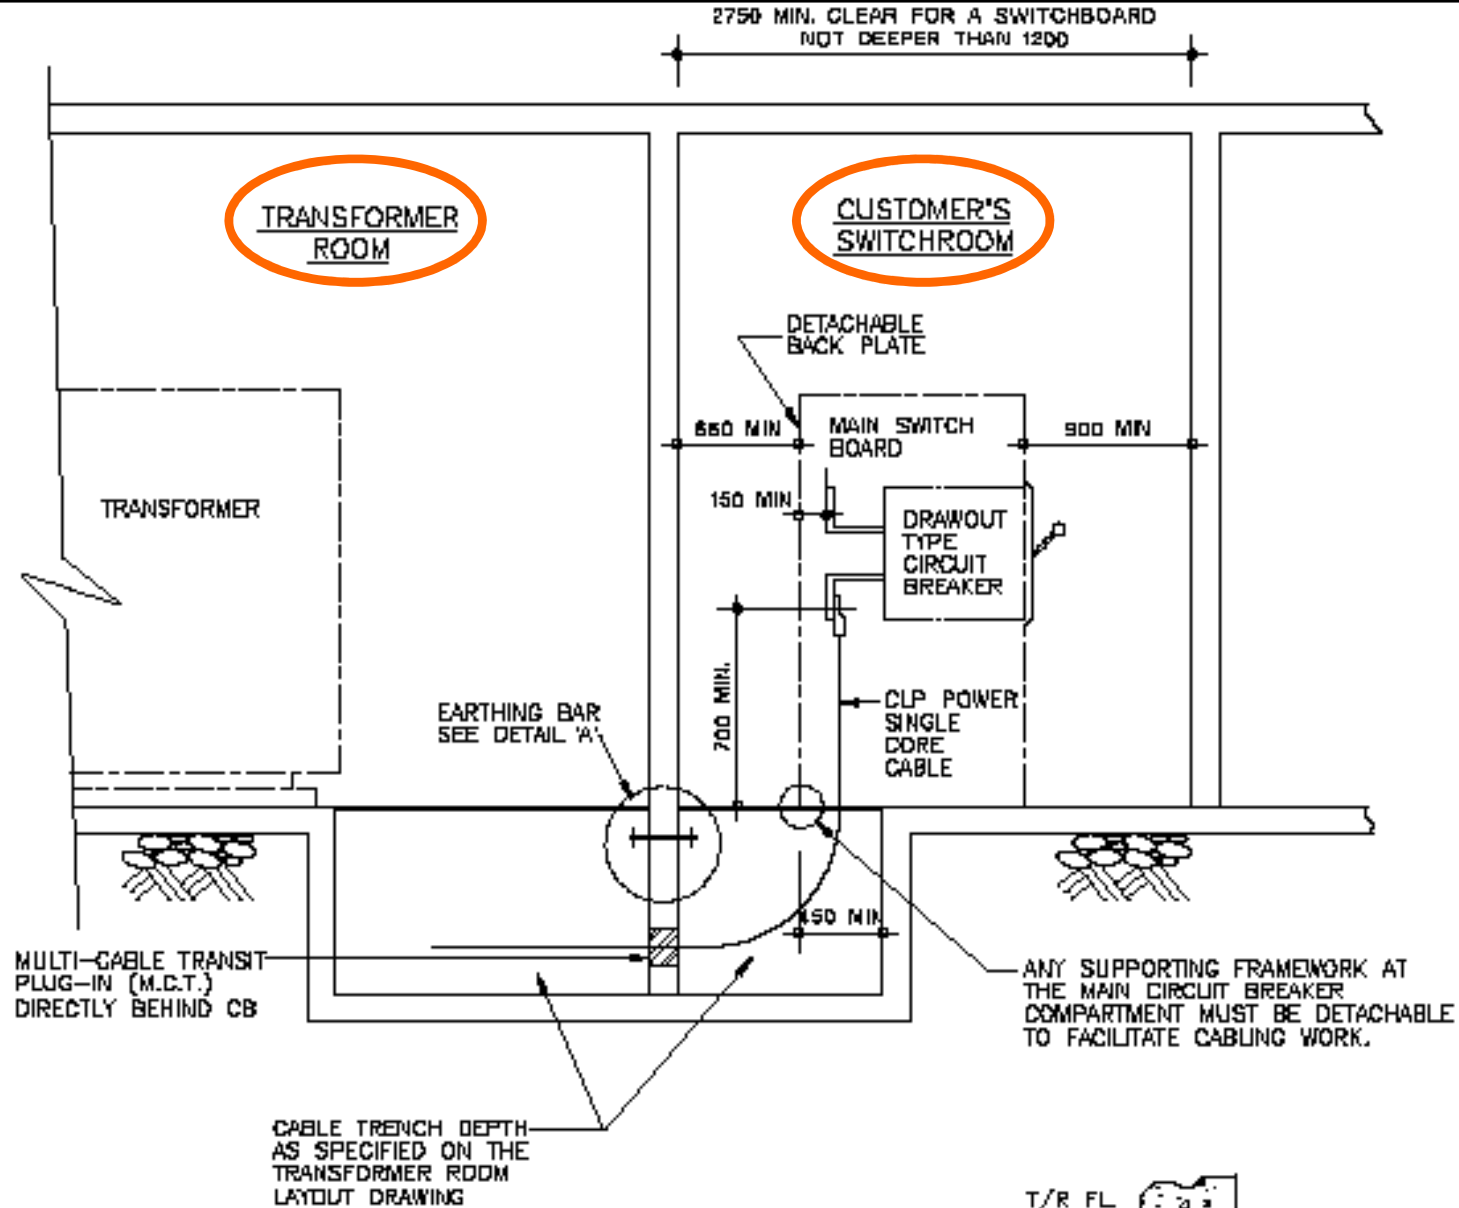 2750 MIN. CLEAR FOR A SWITCHBOARD
NOT DEEPER THAN 1200
TRANSFORMER
ROOM
CUSTOMER'S
SWITCHROOM
DETACHABLE
BACK PLATE
MAIN SWITCH
BOARD
MIN
900 MIN
150 MIN
TRANSFORMER
DRAWOUT
TYPE
CIRCUIT
BREAKER
700 MIN.
CLP POWER
SINGLE
CORE
CABLE
EARTHING BAR
SEE DETAIL 'A'
MIN
MULTI-CABLE TRANSIT
PLUG-IN (M.C.T.)
DIRECTLY BEHIND CB
ANY SUPPORTING FRAMEWORK AT
THE MAIN CIRCUIT BREAKER
COMPARTMENT MUST BE DETACHABLE
TO FACILITATE CABLING WORK.
CABLE TRENCH DEPTH
AS SPECIFIED ON THE
TRANSFORMER ROOM
LAYOUT DRAWING
T/R FL